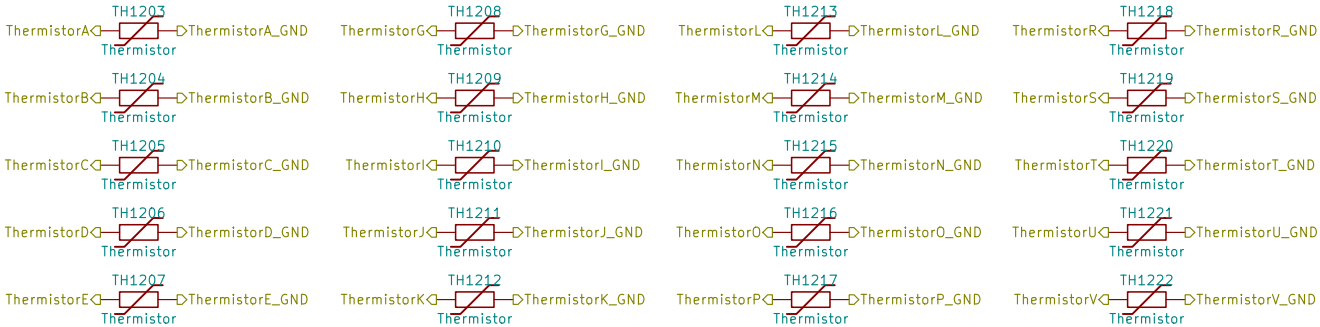 TH1203 TH1208 TH1213 TH1218
ThermistorA ThermistorA_GND ThermistorG ThermistorG_GND ThermistorL ThermistorL_GND ThermistorR ThermistorR_GND
Thermistor Thermistor Thermistor Thermistor
TH1204 TH1209 TH1214 TH1219
ThermistorB ThermistorB_GND ThermistorH ThermistorH_GND ThermistorM ThermistorM_GND ThermistorS ThermistorS_GND
Thermistor Thermistor Thermistor Thermistor
TH1205 TH1210 TH1215 TH1220
ThermistorC ThermistorC_GND ThermistorI ThermistorI_GND ThermistorN ThermistorN_GND ThermistorT ThermistorT_GND
Thermistor Thermistor Thermistor Thermistor
TH1206 TH1211 TH1216 TH1221
ThermistorD ThermistorD_GND ThermistorJ ThermistorJ_GND ThermistorO ThermistorO_GND ThermistorU ThermistorU_GND
Thermistor Thermistor Thermistor Thermistor
TH1207 TH1212 TH1217 TH1222
ThermistorE ThermistorE_GND ThermistorK ThermistorK_GND ThermistorP ThermistorP_GND ThermistorV ThermistorV_GND
Thermistor Thermistor Thermistor Thermistor